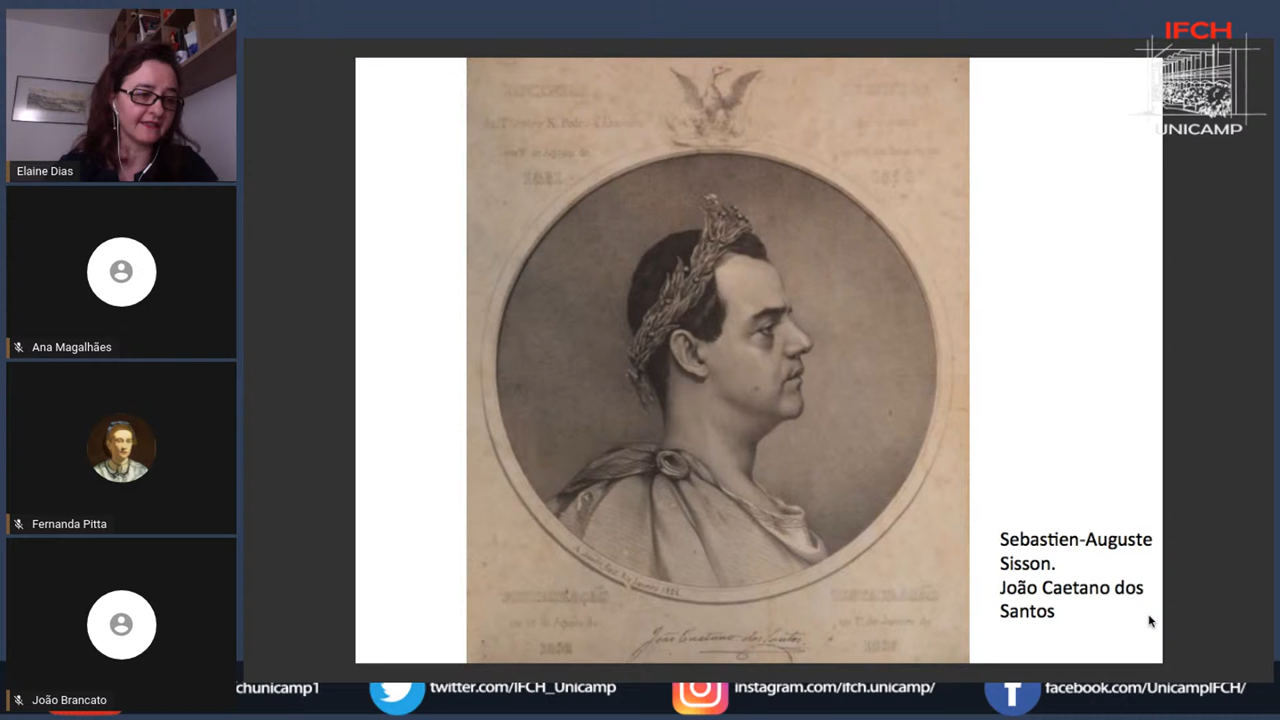 IFCH
UNICAMP
Elaine Dias
Ana Magalhães
Fernanda Pitta
João Brancato
Sebastien-Auguste
Sisson.
João Caetano dos
Santos
João Caetano dos Santos
chunicamp1
twitter.com/IFCH_Unicamp
instagram.com/ifch.unicamp/
facebook.com/UnicampIFCH/